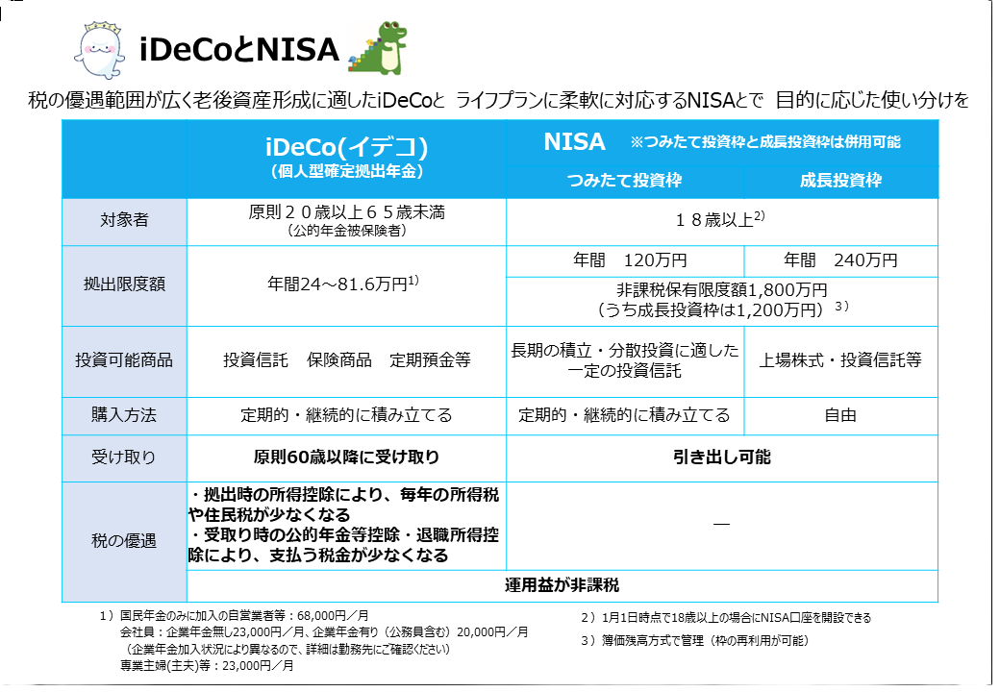 iDeCoとNISA
税の優遇範囲が広く老後資産形成に適したiDeCoと ライフプランに柔軟に対応するNISAとで 目的に応じた使い分けを
iDeCo(イデコ)
（個人型確定拠出年金）
NISA ※つみたて投資枠と成長投資枠は併用可能
つみたて投資枠
成長投資枠
対象者
原則２０歳以上６５歳未満
（公的年金被保険者）
１８歳以上2)
拠出限度額
年間24～81.6万円1)
年間　120万円
年間　240万円
非課税保有限度額1,800万円
（うち成長投資枠は1,200万円）3）
投資可能商品
投資信託　保険商品　定期預金等
長期の積立・分散投資に適した
一定の投資信託
上場株式・投資信託等
購入方法
定期的・継続的に積み立てる
定期的・継続的に積み立てる
自由
受け取り
原則60歳以降に受け取り
引き出し可能
税の優遇
・拠出時の所得控除により、毎年の所得税
や住民税が少なくなる
・受取り時の公的年金等控除・退職所得控
除により、支払う税金が少なくなる
―
運用益が非課税
１）国民年金のみに加入の自営業者等：68,000円／月
会社員：企業年金無し23,000円／月、企業年金有り（公務員含む）20,000円／月
（企業年金加入状況により異なるので、詳細は勤務先にご確認ください）
専業主婦(主夫)等：23,000円／月
２）1月1日時点で18歳以上の場合にNISA口座を開設できる
３）簿価残高方式で管理（枠の再利用が可能）